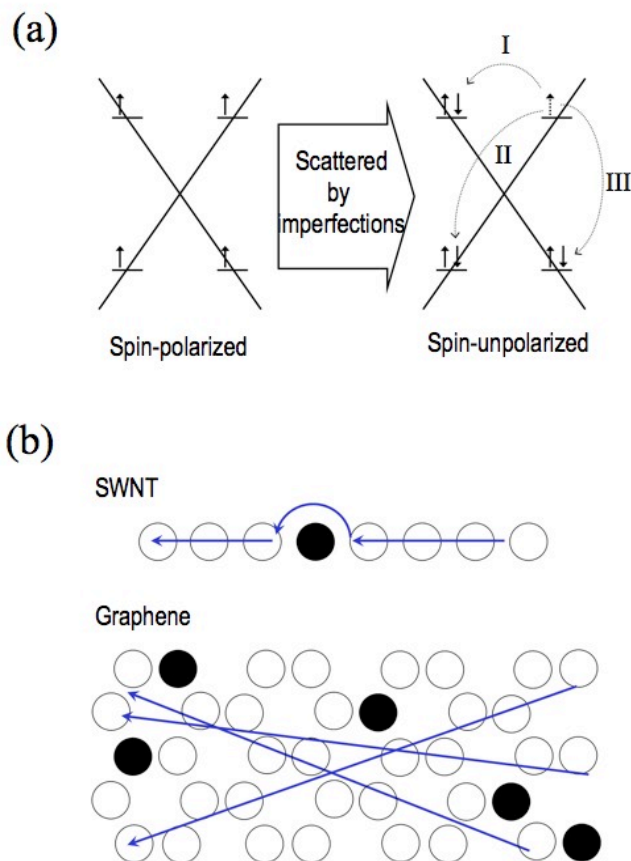 (a)
I
II
III
Scattered
by
imperfections
Spin-polarized
Spin-unpolarized
(b)
SWNT
Graphene